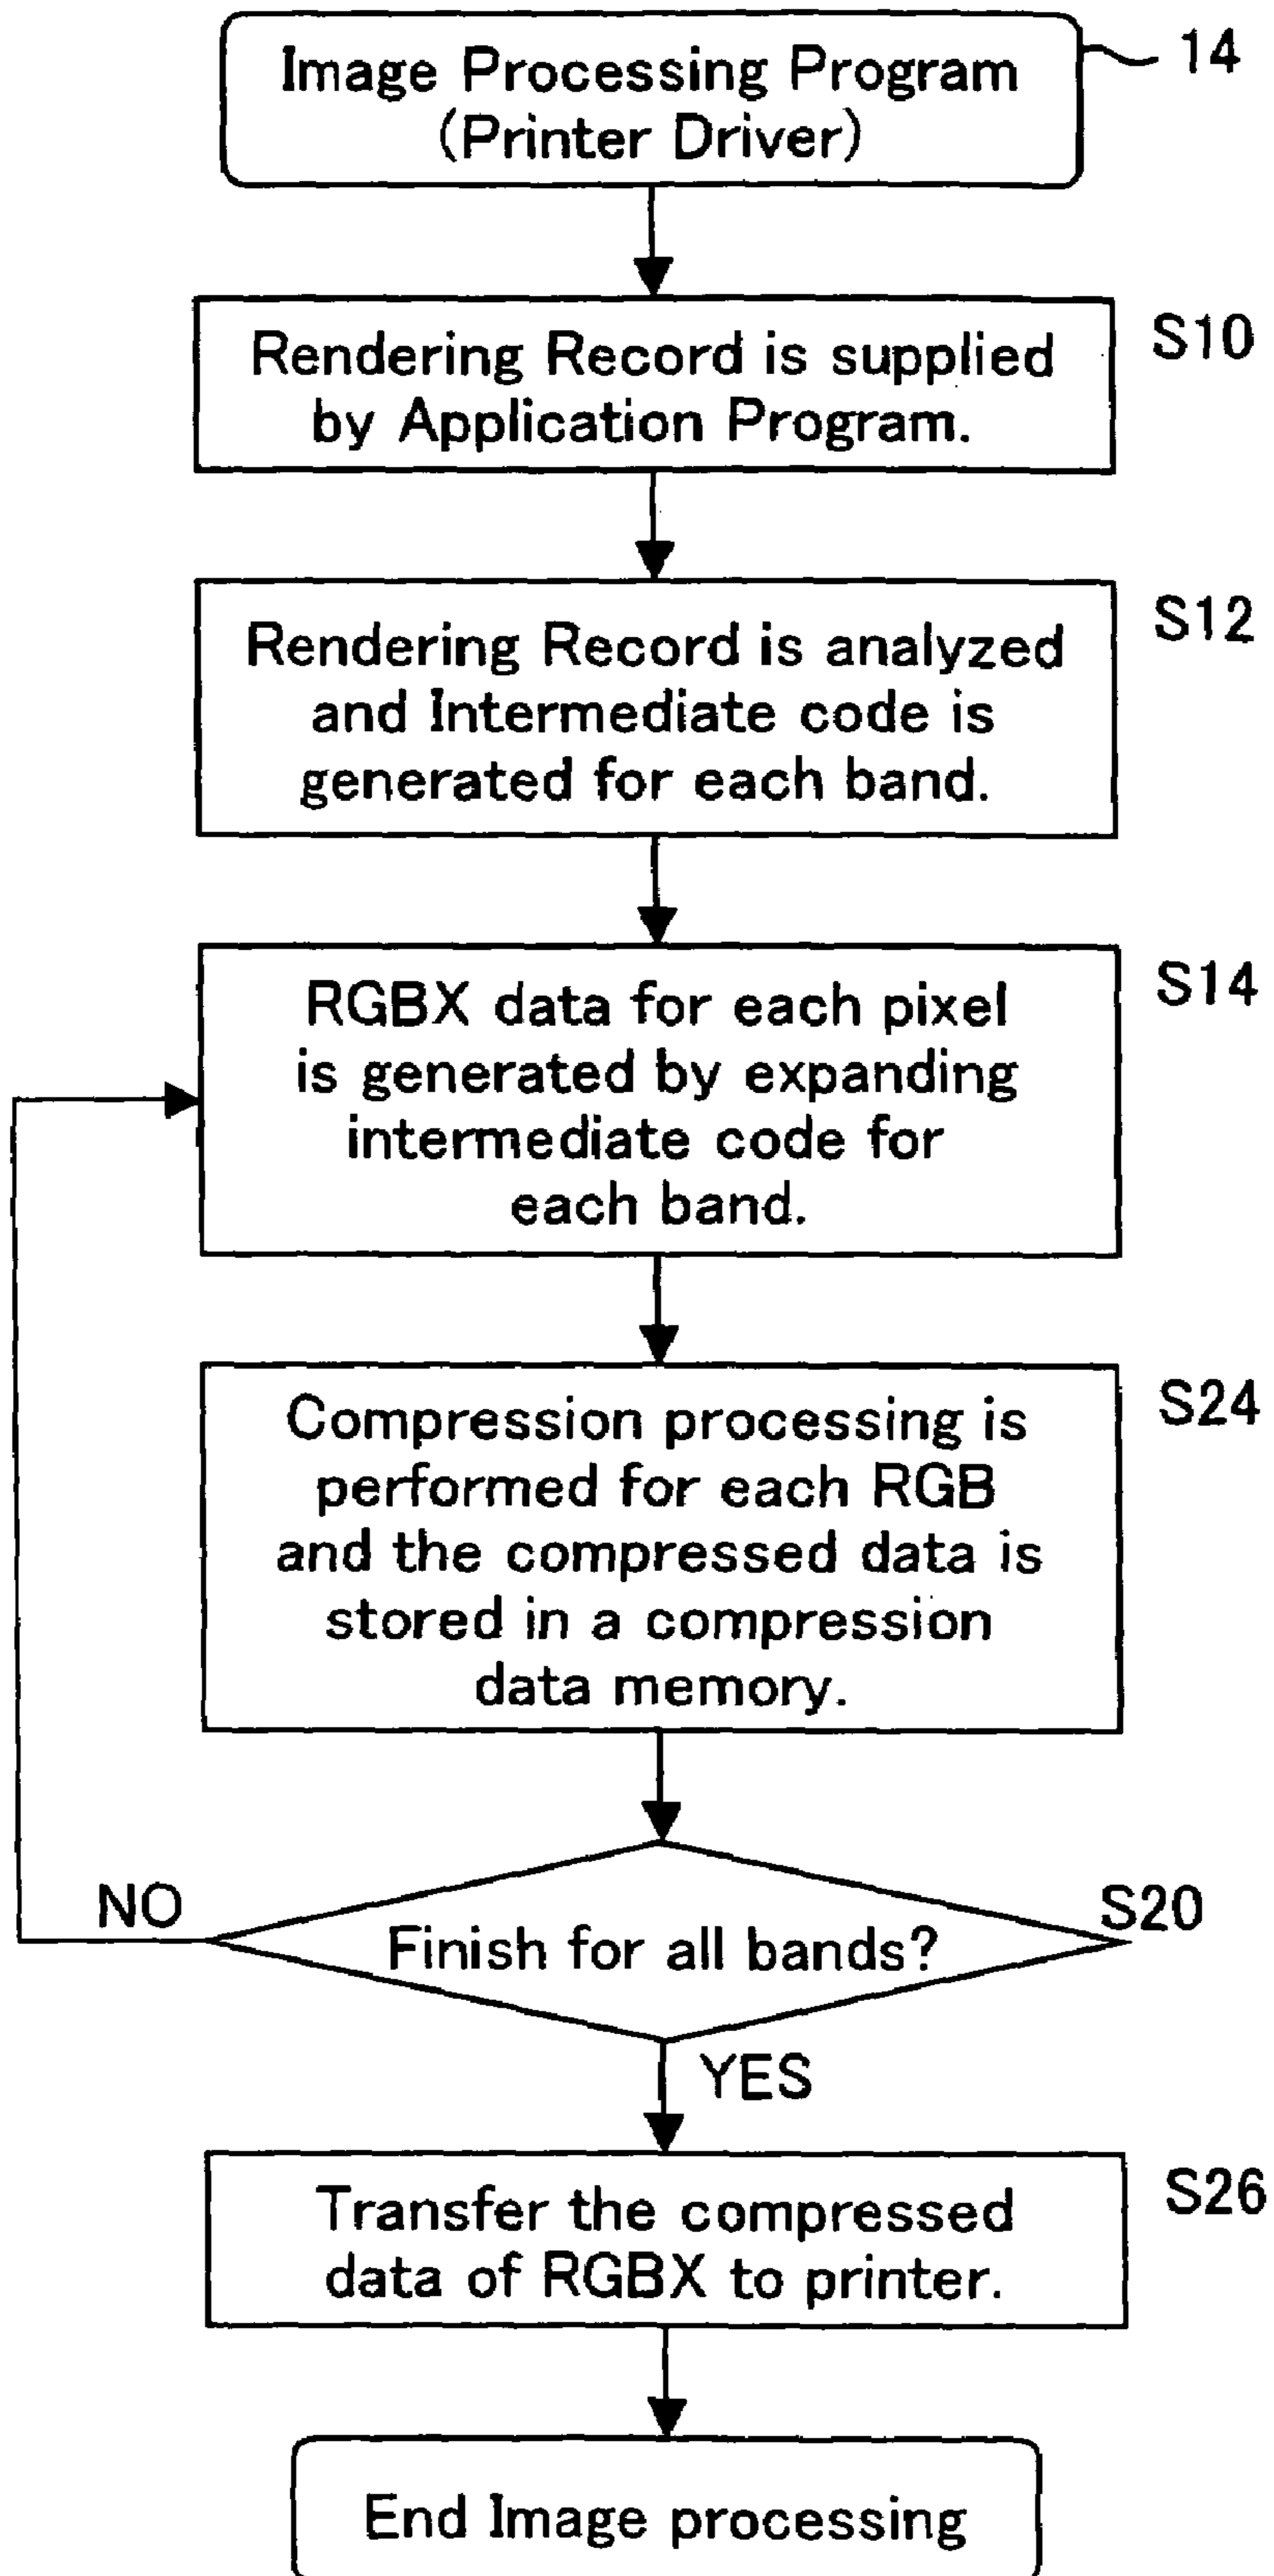 Image Processing Program
(Printer Driver)
14
Rendering Record is supplied
by Application Program.
S10
Rendering Record is analyzed
and Intermediate code is
generated for each band.
S12
RGBX data for each pixel
is generated by expanding
intermediate code for
each band.
S14
Compression processing is
performed for each RGB
and the compressed data is
stored in a compression
data memory.
S24
NO
Finish for all bands?
S20
YES
Transfer the compressed
data of RGBX to printer.
S26
End Image processing